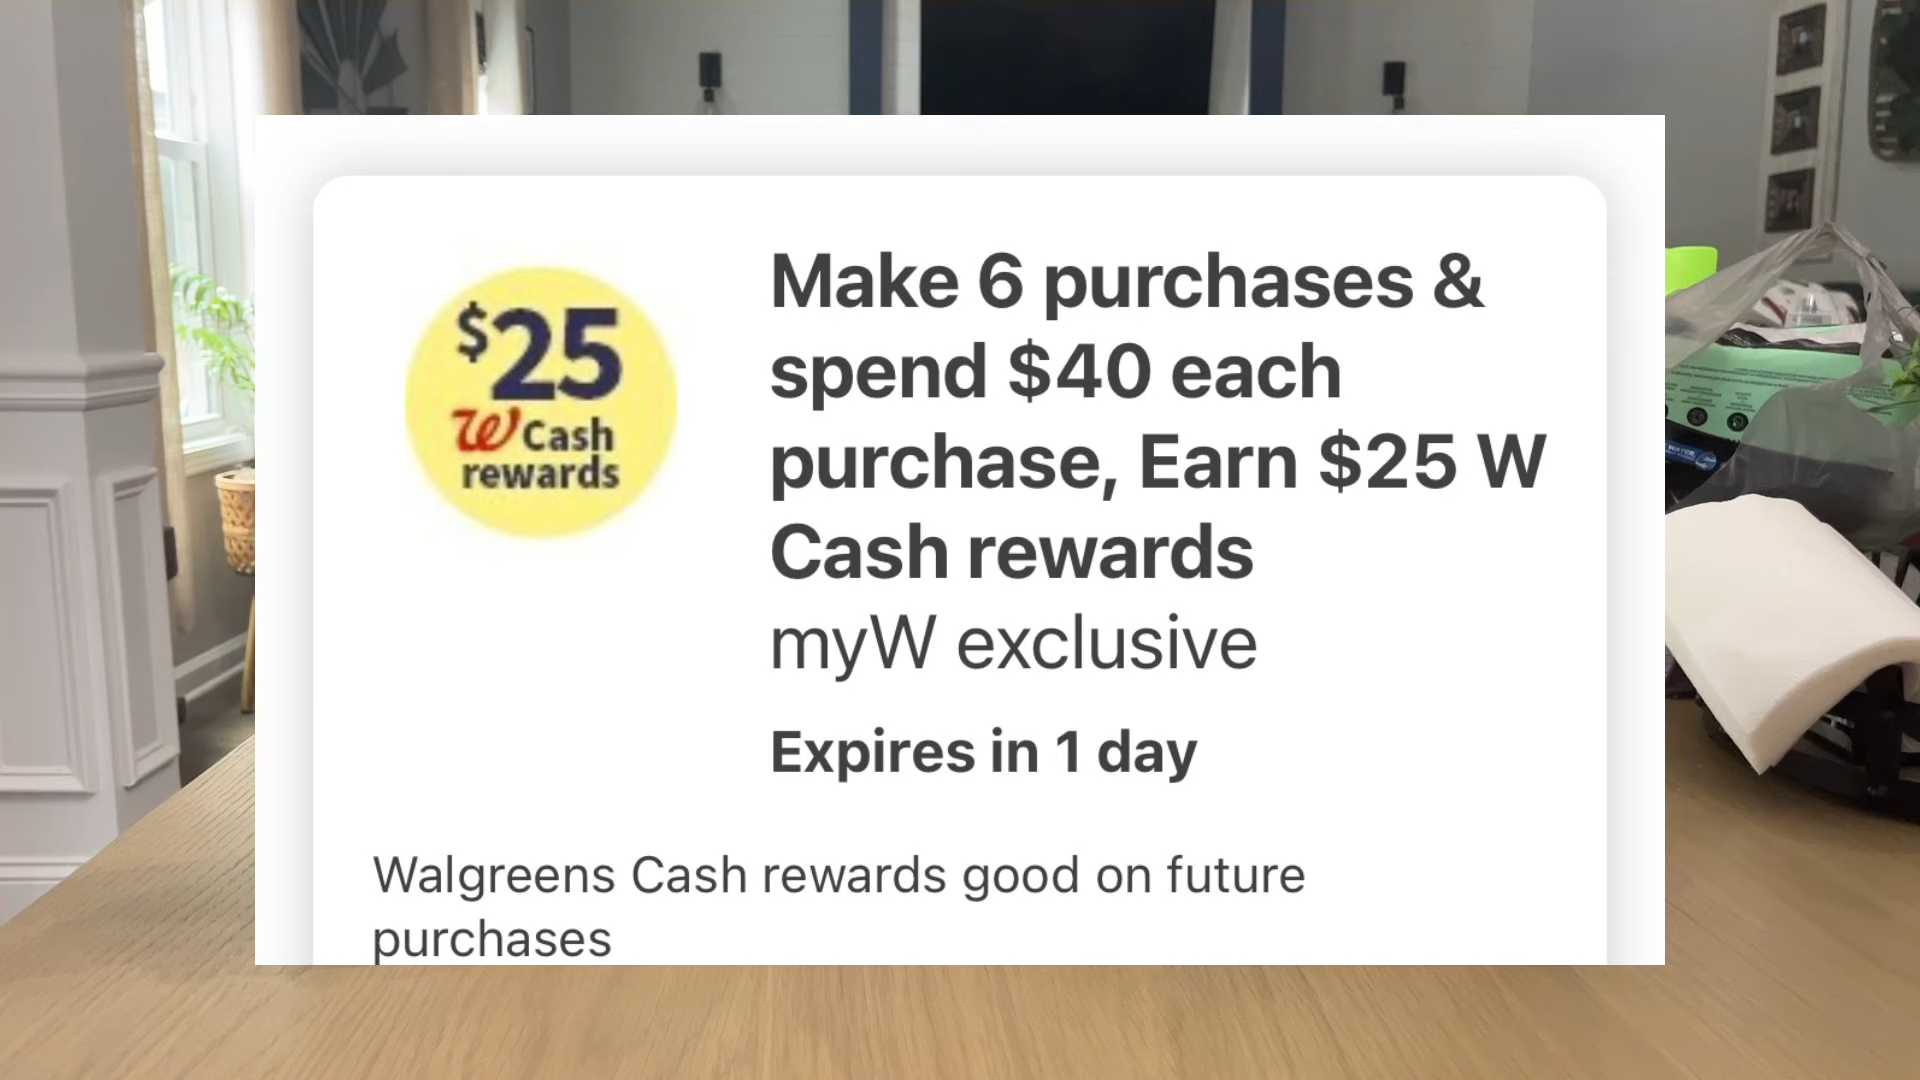 $25
W Cash
rewards
Make 6 purchases &
spend $40 each
purchase, Earn $25 W
Cash rewards
myW exclusive
Expires in 1 day
Walgreens Cash rewards good on future
purchases
WATER